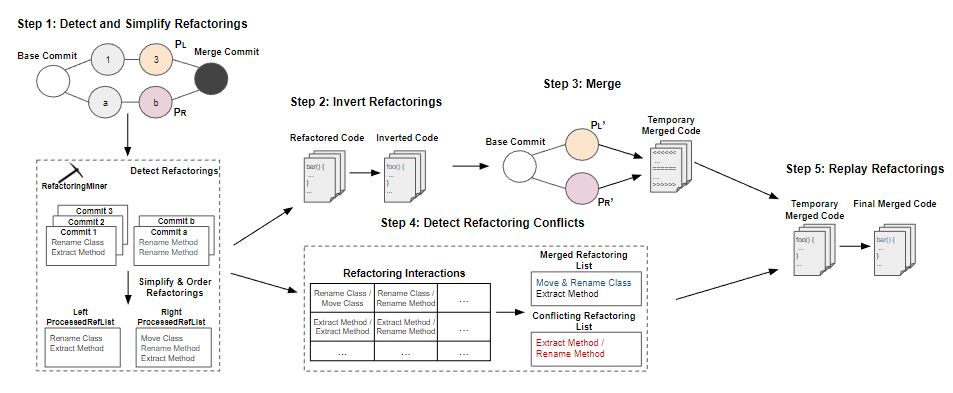 Step 1: Detect and Simplify Refactorings
Base Commit
1
3
PL
Merge Commit
a
b
PR
Detect Refactorings
RefactoringMiner
Commit 3
Commit 2
Commit 1
Rename Class
Extract Method
Commit b
Commit a
Rename Method
Rename Method
Simplify & Order
Refactorings
Left
ProcessedRefList
Rename Class
Extract Method
Right
ProcessedRefList
Move Class
Rename Method
Extract Method
Step 2: Invert Refactorings
Refactored Code
bar() {
...
}
Inverted Code
foo() {
...
}
Step 3: Merge
Base Commit
PL'
PR'
Temporary
Merged Code
<<<<<<
...
======
...
>>>>>>
Step 4: Detect Refactoring Conflicts
Refactoring Interactions
Rename Class /
Move Class
Rename Class /
Rename Method
...
Extract Method /
Extract Method
Extract Method /
Rename Method
...
...
...
...
Merged Refactoring
List
Move & Rename Class
Extract Method
Conflicting Refactoring
List
Extract Method /
Rename Method
Step 5: Replay Refactorings
Temporary
Merged Code
foo() {
...
}
Final Merged Code
bar() {
...
}